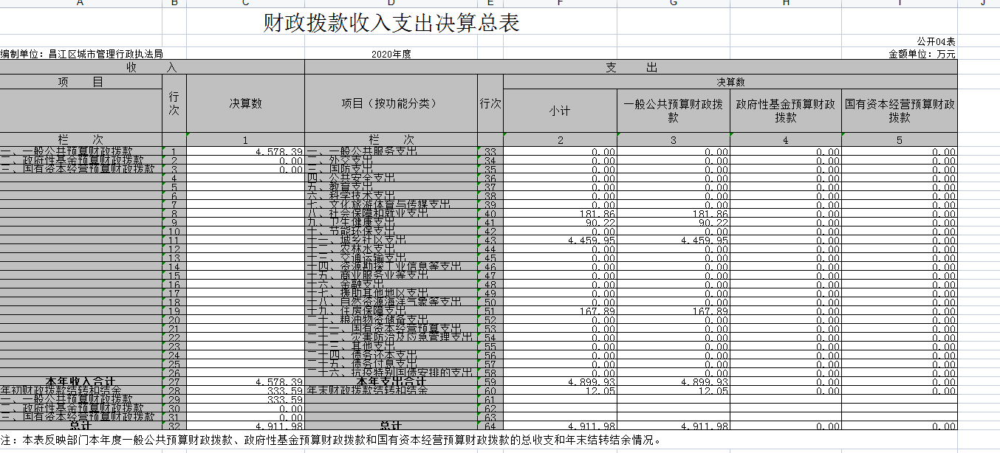 A B C D E F G H I J
财政拨款收入支出决算总表
公开04表
编制单位：昌江区城市管理行政执法局 2020年度 金额单位：万元
收 入 支 出
项 目 行次 决算数 项目（按功能分类） 行次 决算数
小计 一般公共预算财政拨款 政府性基金预算财政拨款 国有资本经营预算财政拨款
栏 次 1 栏 次 2 3 4 5
一、一般公共预算财政拨款 1 4,578.39 一、一般公共服务支出 33 0.00 0.00 0.00 0.00
二、政府性基金预算财政拨款 2 0.00 二、外交支出 34 0.00 0.00 0.00 0.00
三、国有资本经营预算财政拨款 3 0.00 三、国防支出 35 0.00 0.00 0.00 0.00
4 四、公共安全支出 36 0.00 0.00 0.00 0.00
5 五、教育支出 37 0.00 0.00 0.00 0.00
6 六、科学技术支出 38 0.00 0.00 0.00 0.00
7 七、文化旅游体育与传媒支出 39 0.00 0.00 0.00 0.00
8 八、社会保障和就业支出 40 181.86 181.86 0.00 0.00
9 九、卫生健康支出 41 90.22 90.22 0.00 0.00
10 十、节能环保支出 42 0.00 0.00 0.00 0.00
11 十一、城乡社区支出 43 4,459.95 4,459.95 0.00 0.00
12 十二、农林水支出 44 0.00 0.00 0.00 0.00
13 十三、交通运输支出 45 0.00 0.00 0.00 0.00
14 十四、资源勘探工业信息等支出 46 0.00 0.00 0.00 0.00
15 十五、商业服务业等支出 47 0.00 0.00 0.00 0.00
16 十六、金融支出 48 0.00 0.00 0.00 0.00
17 十七、援助其他地区支出 49 0.00 0.00 0.00 0.00
18 十八、自然资源海洋气象等支出 50 0.00 0.00 0.00 0.00
19 十九、住房保障支出 51 167.89 167.89 0.00 0.00
20 二十、粮油物资储备支出 52 0.00 0.00 0.00 0.00
21 二十一、国有资本经营预算支出 53 0.00 0.00 0.00 0.00
22 二十二、灾害防治及应急管理支出 54 0.00 0.00 0.00 0.00
23 二十三、其他支出 55 0.00 0.00 0.00 0.00
24 二十四、债务还本支出 56 0.00 0.00 0.00 0.00
25 二十五、债务付息支出 57 0.00 0.00 0.00 0.00
26 二十六、抗疫特别国债安排的支出 58 0.00 0.00 0.00 0.00
本年收入合计 27 4,578.39 本年支出合计 59 4,899.93 4,899.93 0.00 0.00
年初财政拨款结转和结余 28 333.59 年末财政拨款结转和结余 60 12.05 12.05 0.00 0.00
一、一般公共预算财政拨款 29 333.59 61
二、政府性基金预算财政拨款 30 0.00 62
三、国有资本经营预算财政拨款 31 0.00 63
总计 32 4,911.98 总计 64 4,911.98 4,911.98 0.00 0.00
注：本表反映部门本年度一般公共预算财政拨款、政府性基金预算财政拨款和国有资本经营预算财政拨款的总收支和年末结转结余情况。